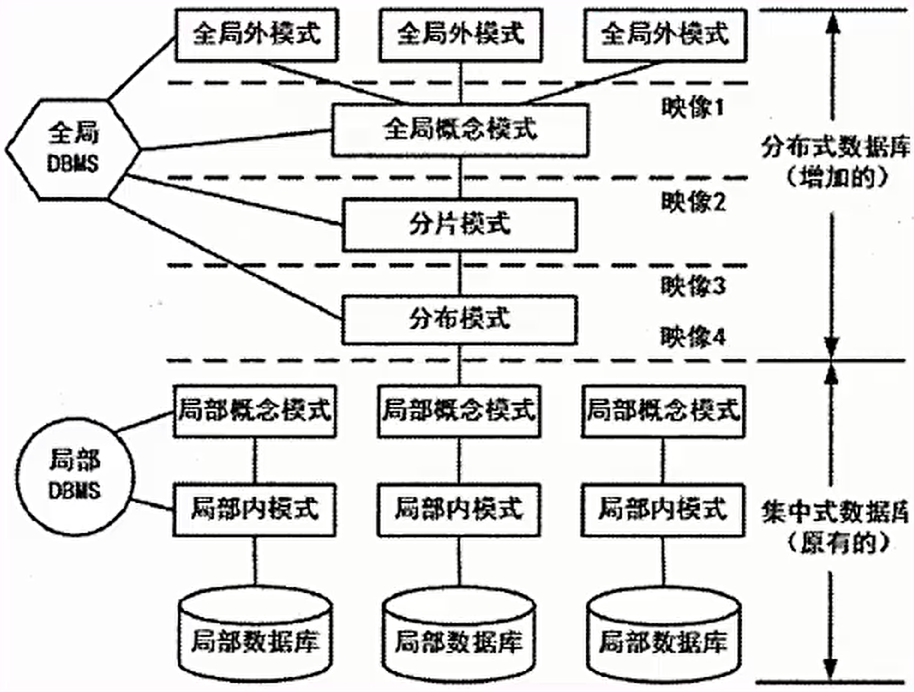 全局外模式 全局外模式 全局外模式
映像1
全局概念模式
全局
DBMS
分布式数据库
（增加的）
映像2
分片模式
映像3
分布模式
映像4
局部概念模式 局部概念模式 局部概念模式
局部
DBMS
局部内模式 局部内模式 局部内模式
集中式数据库
（原有的）
局部数据库 局部数据库 局部数据库